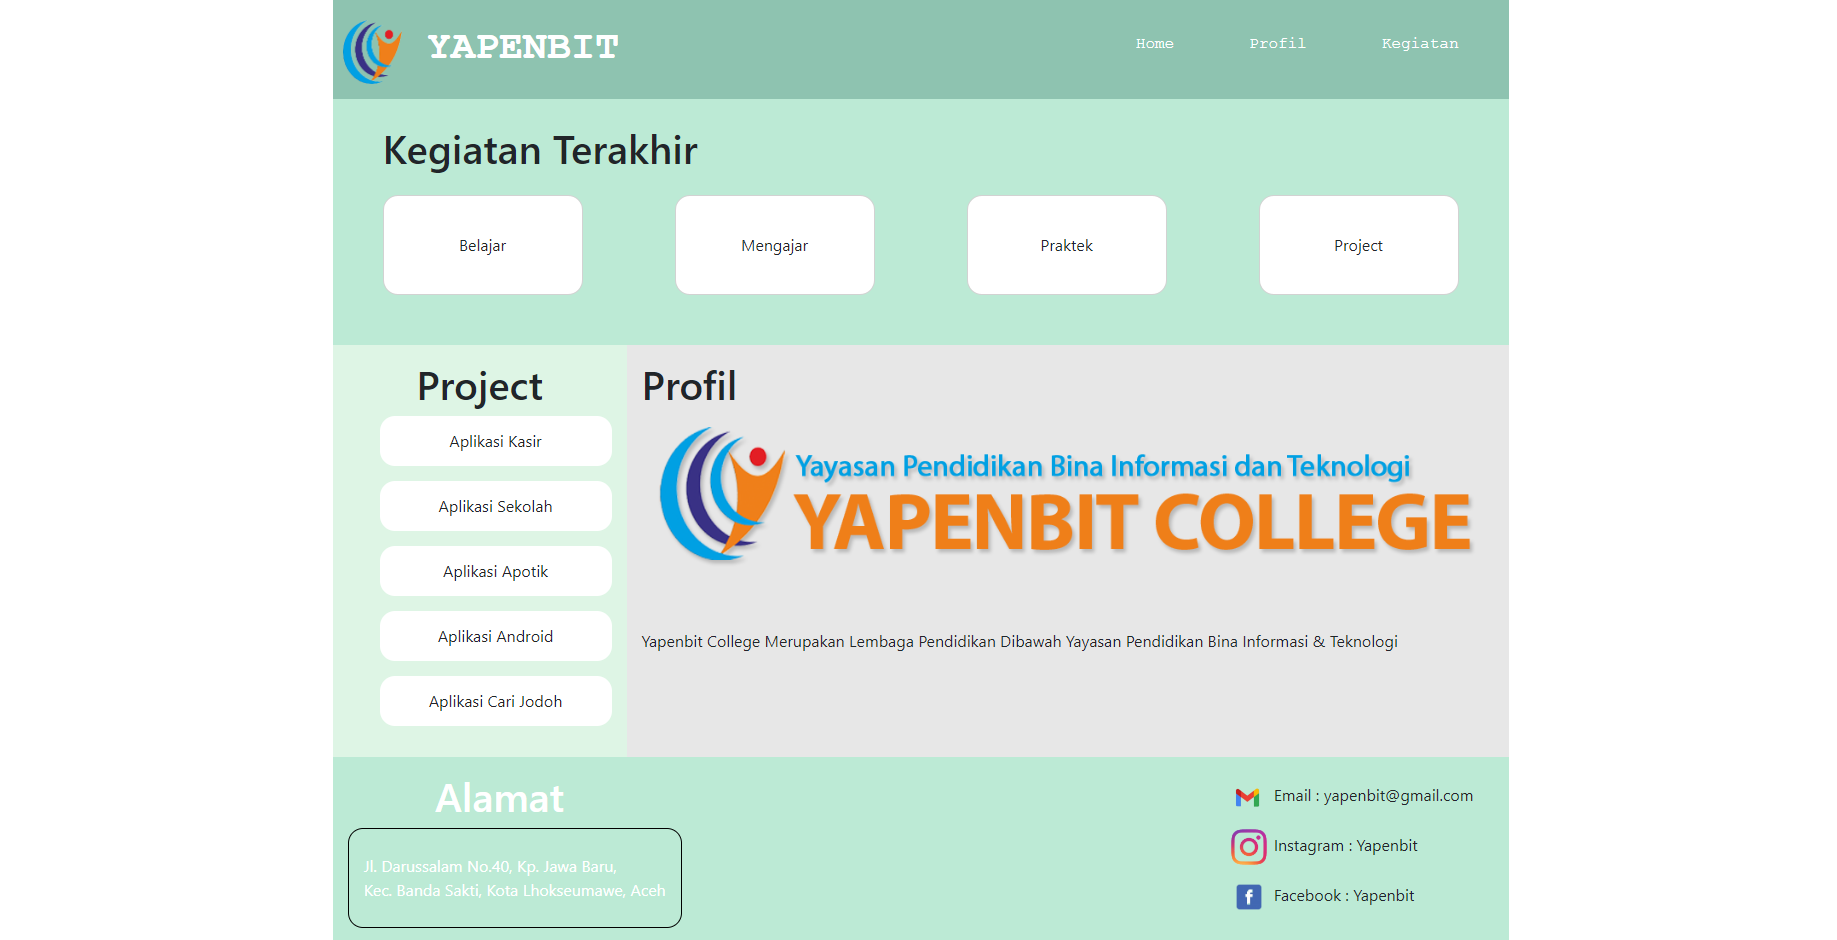 YAPENBIT
Home Profil Kegiatan
Kegiatan Terakhir
Belajar Mengajar Praktek Project
Project
Aplikasi Kasir
Aplikasi Sekolah
Aplikasi Apotik
Aplikasi Android
Aplikasi Cari Jodoh
Profil
Yayasan Pendidikan Bina Informasi dan Teknologi
YAPENBIT COLLEGE
Yapenbit College Merupakan Lembaga Pendidikan Dibawah Yayasan Pendidikan Bina Informasi & Teknologi
Alamat
Jl. Darussalam No.40, Kp. Jawa Baru,
Kec. Banda Sakti, Kota Lhokseumawe, Aceh
Email : yapenbit@gmail.com
Instagram : Yapenbit
Facebook : Yapenbit